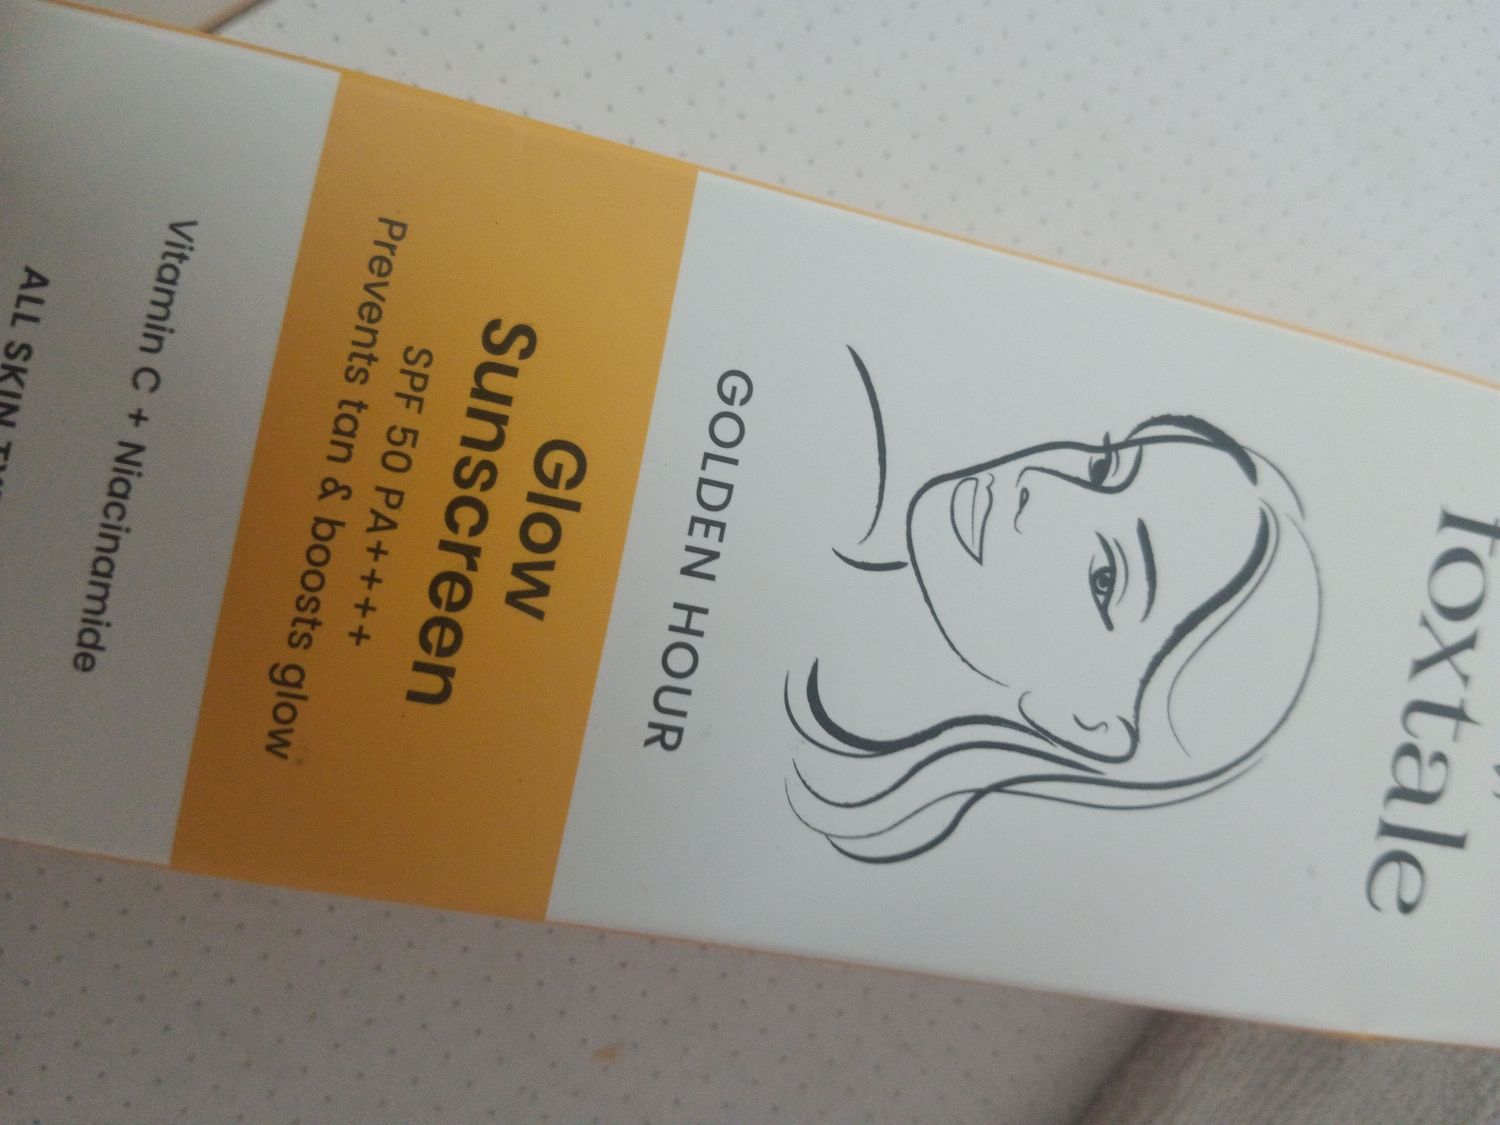 foxtale
GOLDEN HOUR
Glow
Sunscreen
SPF 50 PA++++
Prevents tan & boosts glow
Vitamin C + Niacinamide
ALL SKIN